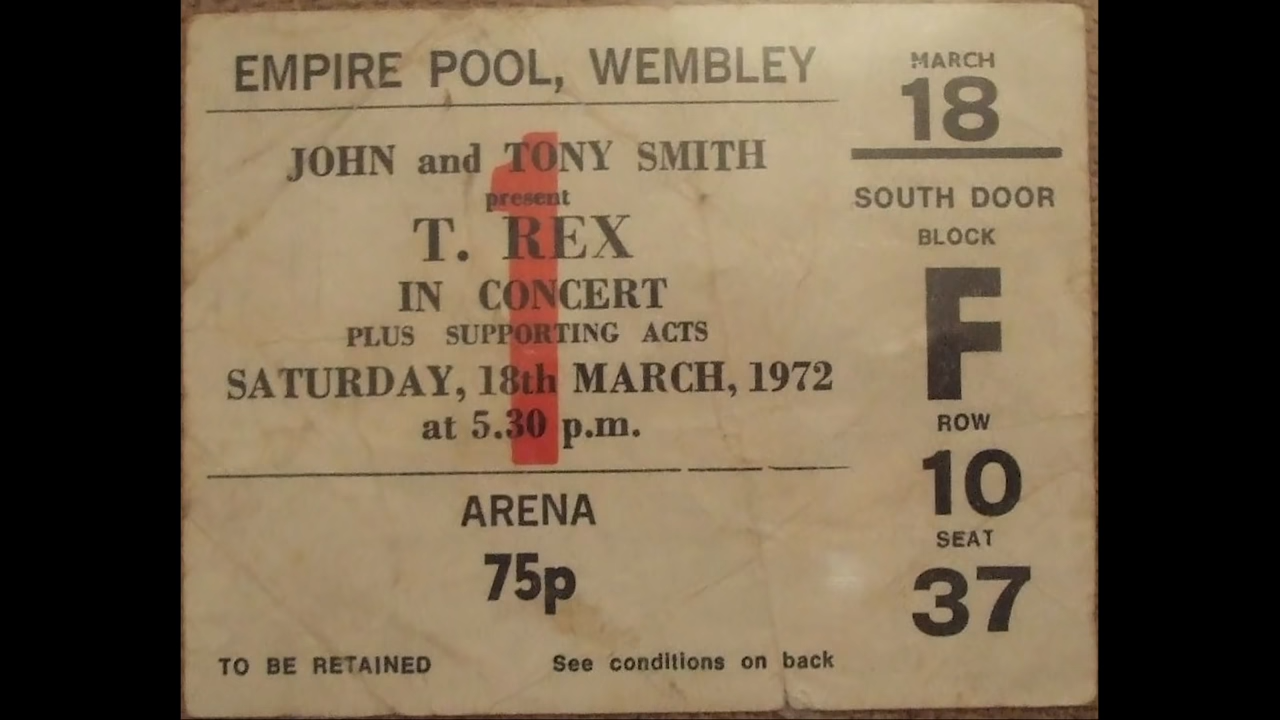 EMPIRE POOL, WEMBLEY
JOHN and TONY SMITH
present
T. REX
IN CONCERT
PLUS SUPPORTING ACTS
SATURDAY, 18th MARCH, 1972
at 5.30 p.m.
1
ARENA
75p
TO BE RETAINED
See conditions on back
MARCH
18
SOUTH DOOR
BLOCK
F
ROW
10
SEAT
37